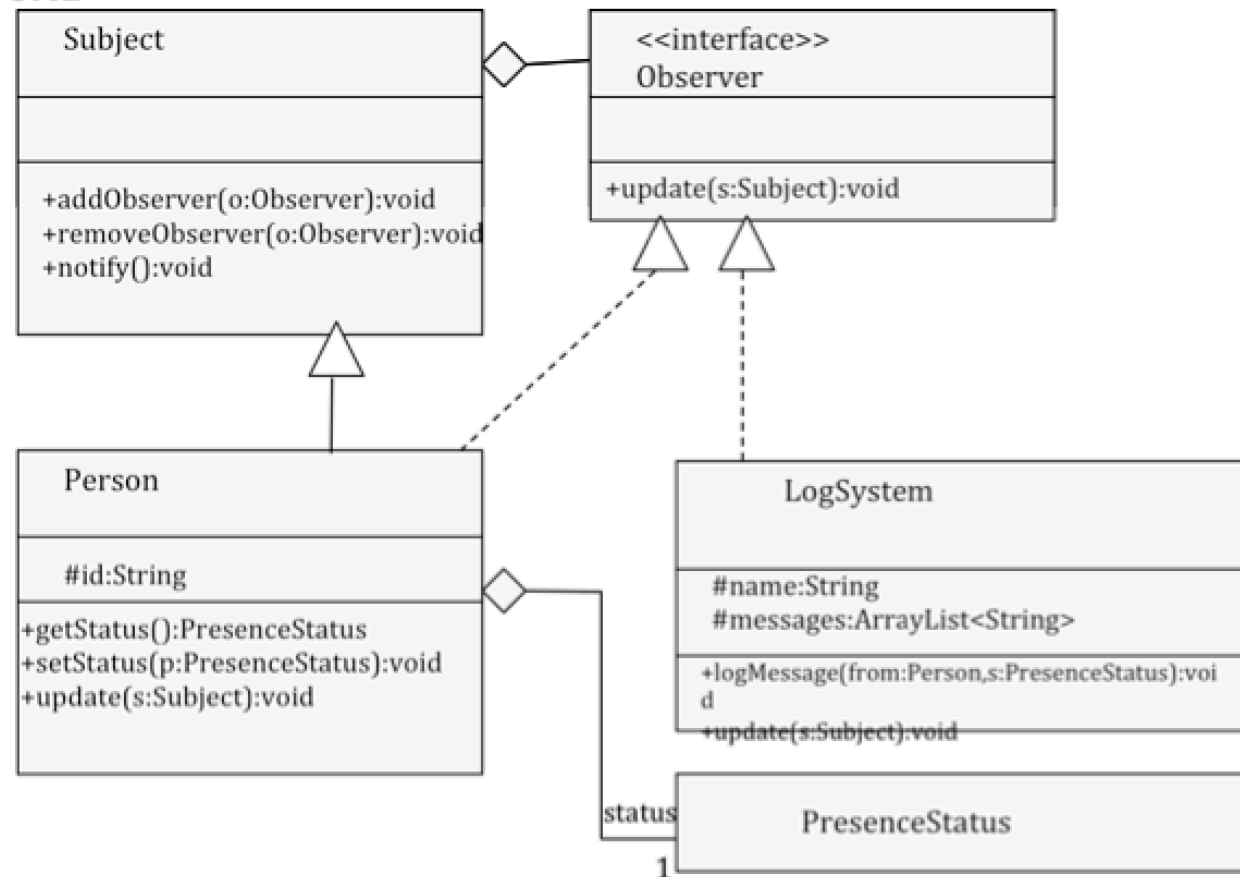 Subject
+addObserver(o:Observer):void
+removeObserver(o:Observer):void
+notify():void
<<interface>>
Observer
+update(s:Subject):void
Person
#id:String
+getStatus():PresenceStatus
+setStatus(p:PresenceStatus):void
+update(s:Subject):void
LogSystem
#name:String
#messages:ArrayList<String>
+logMessage(from:Person,s:PresenceStatus):voi
d
+update(s:Subject):void
status
1
PresenceStatus